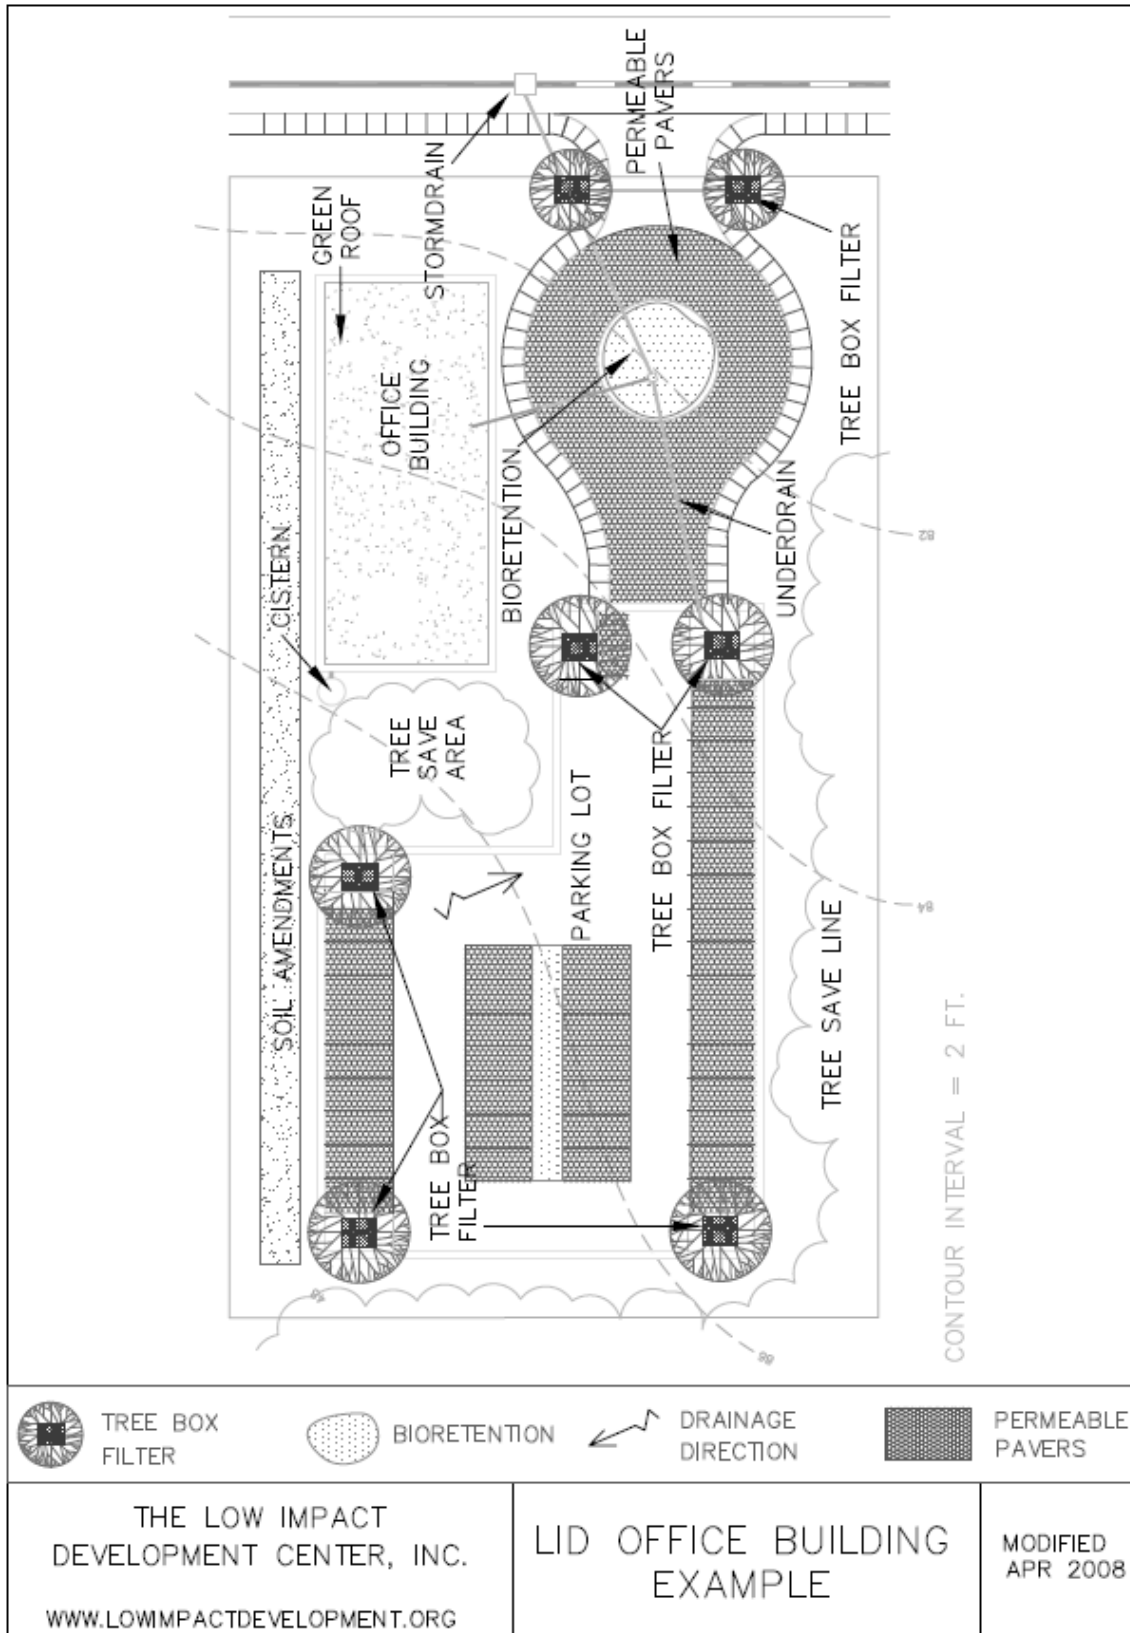 PERMEABLE
PAVERS
STORMDRAIN
GREEN
ROOF
TREE BOX FILTER
OFFICE
BUILDING
BIORETENTION
UNDERDRAIN
CISTERN
82
TREE
SAVE
AREA
PARKING LOT
TREE BOX FILTER
SOIL AMENDMENTS
84
TREE SAVE LINE
TREE BOX
FILTER
CONTOUR INTERVAL = 2 FT.
86
TREE BOX
FILTER
BIORETENTION
DRAINAGE
DIRECTION
PERMEABLE
PAVERS
THE LOW IMPACT
DEVELOPMENT CENTER, INC.
WWW.LOWIMPACTDEVELOPMENT.ORG
LID OFFICE BUILDING
EXAMPLE
MODIFIED
APR 2008